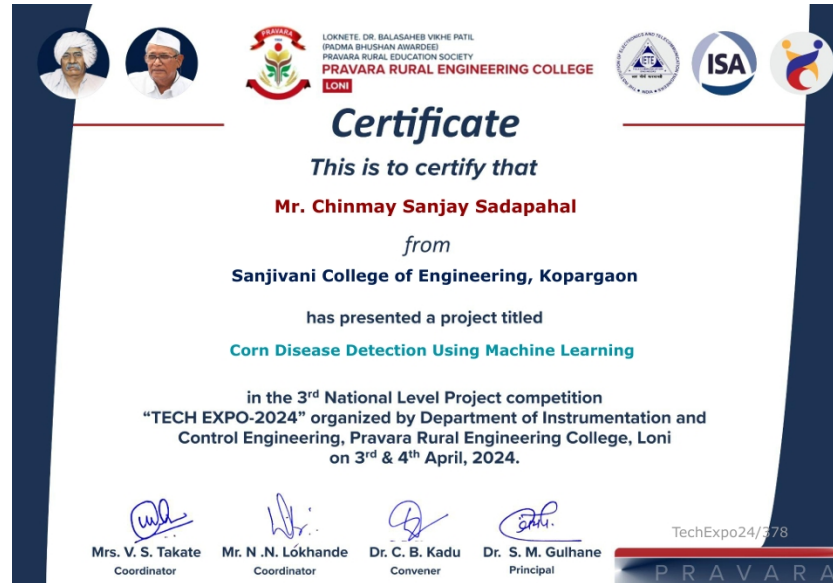 PRAVARA
LOKNETE. DR. BALASAHEB VIKHE PATIL
(PADMA BHUSHAN AWARDEE)
PRAVARA RURAL EDUCATION SOCIETY
PRAVARA RURAL ENGINEERING COLLEGE
LONI
IETE
ISA
Certificate
This is to certify that
Mr. Chinmay Sanjay Sadapahal
from
Sanjivani College of Engineering, Kopargaon
has presented a project titled
Corn Disease Detection Using Machine Learning
in the 3rd National Level Project competition
“TECH EXPO-2024” organized by Department of Instrumentation and
Control Engineering, Pravara Rural Engineering College, Loni
on 3rd & 4th April, 2024.
Mrs. V. S. Takate Mr. N .N. Lokhande Dr. C. B. Kadu Dr. S. M. Gulhane
Coordinator Coordinator Convener Principal
TechExpo24/378
PRAVARA